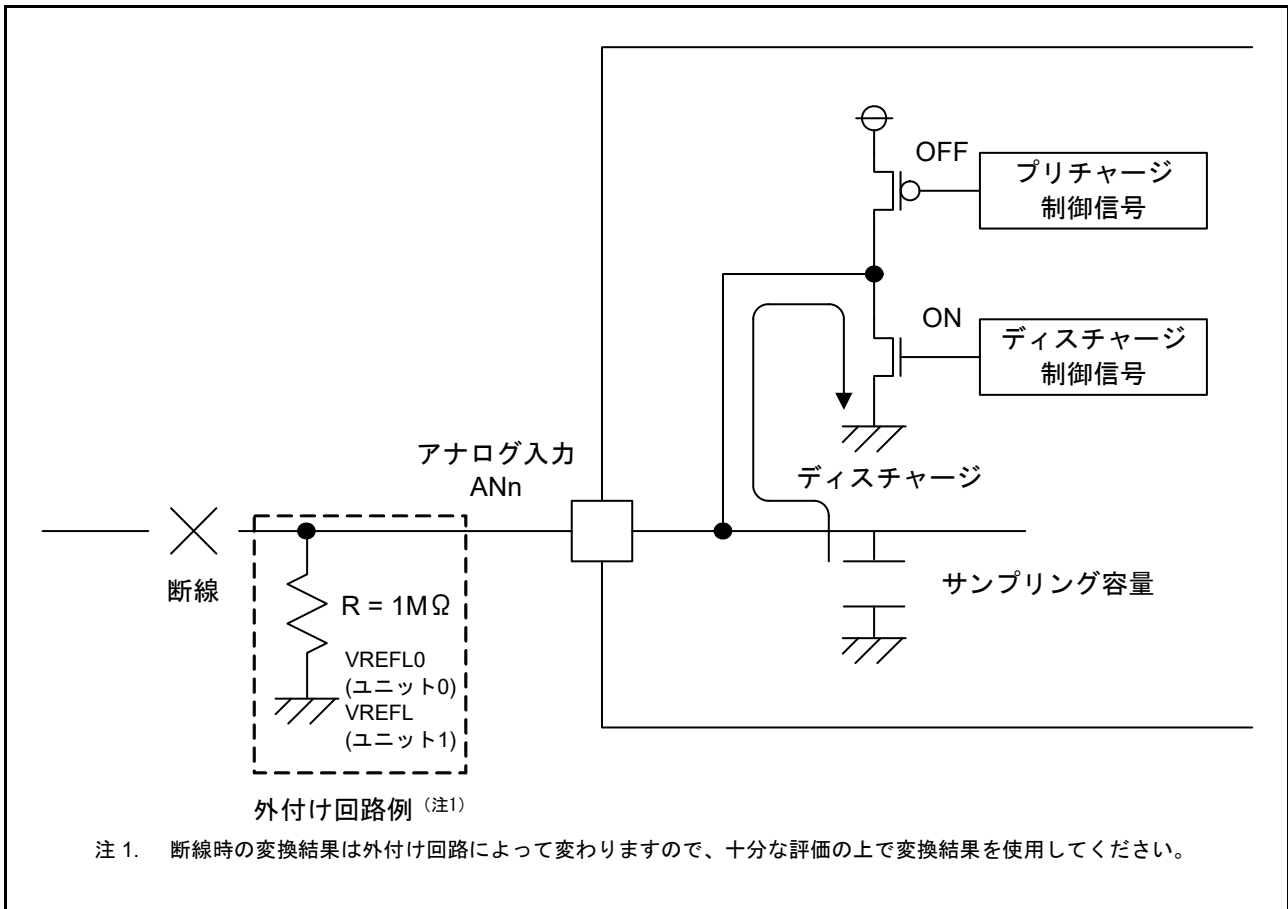 OFF
プリチャージ
制御信号
ON
ディスチャージ
制御信号
アナログ入力
ANn
ディスチャージ
断線
R = 1MΩ
サンプリング容量
VREFL0
(ユニット0)
VREFL
(ユニット1)
外付け回路例 (注1)
注 1. 断線時の変換結果は外付け回路によって変わりますので、十分な評価の上で変換結果を使用してください。